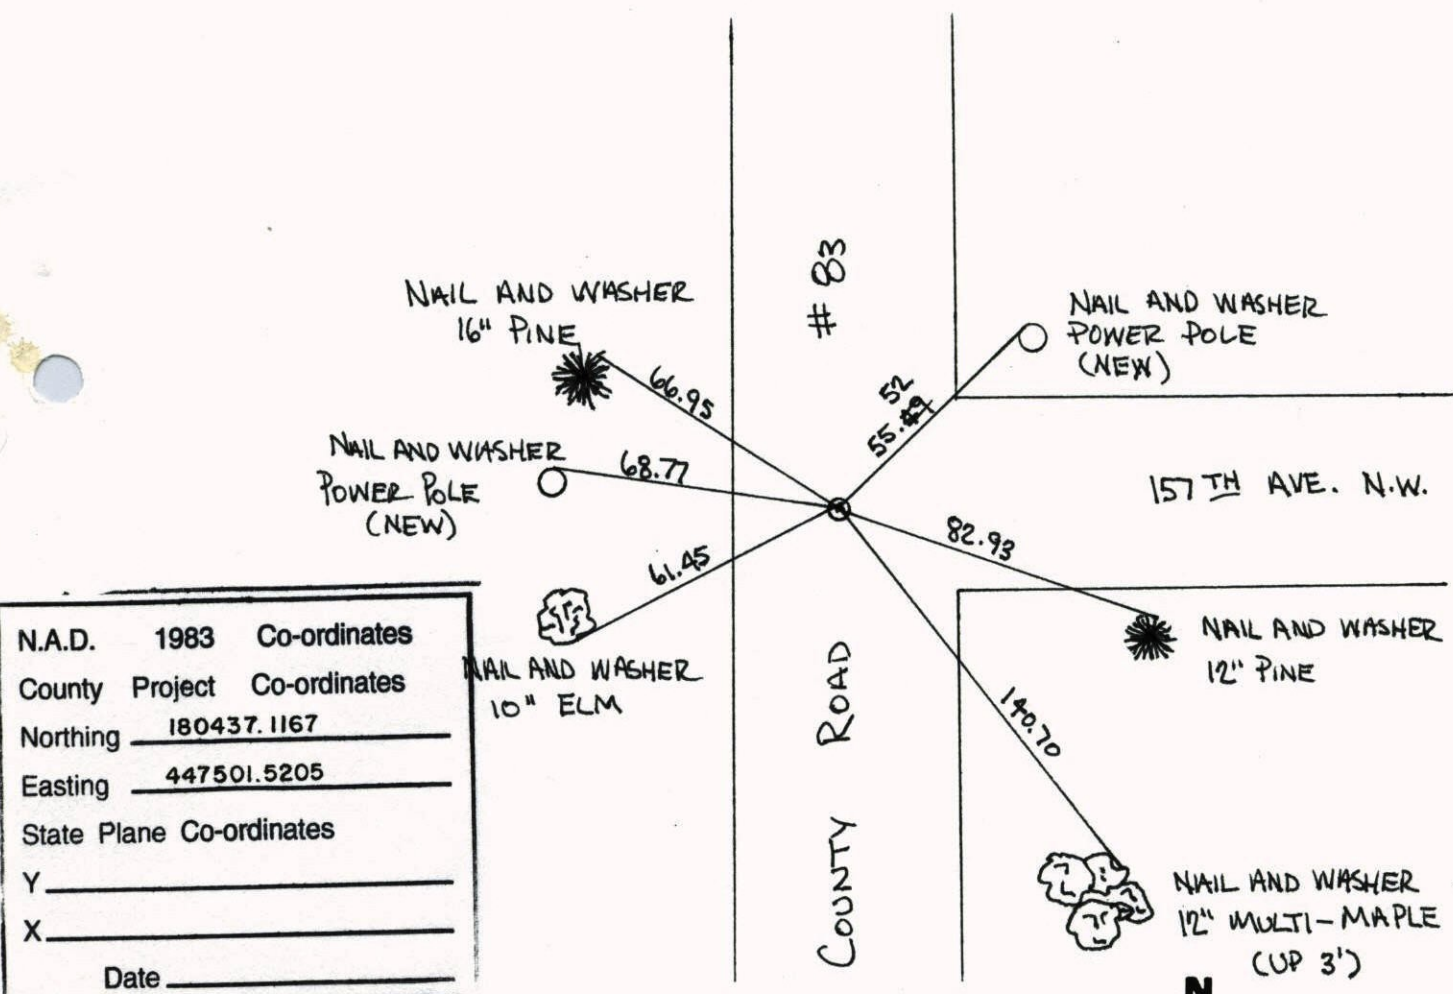 # 83
NAIL AND WASHER
16" PINE
NAIL AND WASHER
POWER POLE
(NEW)
66.95
52
55.49
NAIL AND WASHER
POWER POLE
(NEW)
68.77
157TH AVE. N.W.
82.93
61.45
NAIL AND WASHER
10" ELM
NAIL AND WASHER
12" PINE
140.70
COUNTY ROAD
NAIL AND WASHER
12" MULTI-MAPLE
(UP 3')
N
N.A.D. 1983 Co-ordinates
County Project Co-ordinates
Northing 180437.1167
Easting 447501.5205
State Plane Co-ordinates
Y
X
Date